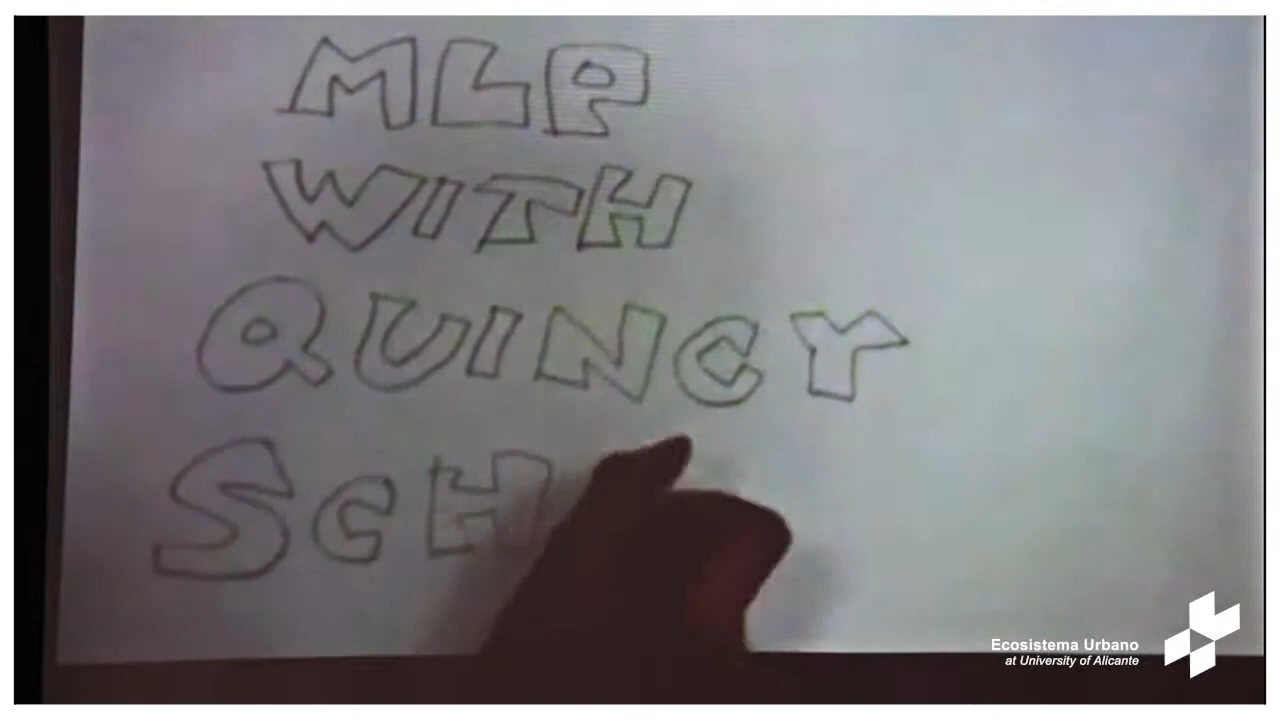 MLP
WITH
QUINCY
SCH
Ecosistema Urbano
at University of Alicante